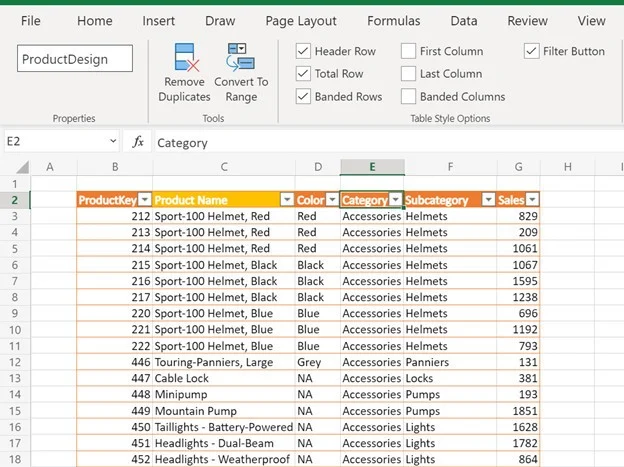 File Home Insert Draw Page Layout Formulas Data Review View
ProductDesign
Properties
Remove Duplicates
Convert To Range
Tools
Header Row First Column Filter Button
Total Row Last Column
Banded Rows Banded Columns
Table Style Options
E2 fx Category
A B C D E F G H I
1
2 ProductKey Product Name Color Category Subcategory Sales
3 212 Sport-100 Helmet, Red Red Accessories Helmets 829
4 213 Sport-100 Helmet, Red Red Accessories Helmets 209
5 214 Sport-100 Helmet, Red Red Accessories Helmets 1061
6 215 Sport-100 Helmet, Black Black Accessories Helmets 1067
7 216 Sport-100 Helmet, Black Black Accessories Helmets 1595
8 217 Sport-100 Helmet, Black Black Accessories Helmets 1238
9 220 Sport-100 Helmet, Blue Blue Accessories Helmets 696
10 221 Sport-100 Helmet, Blue Blue Accessories Helmets 1192
11 222 Sport-100 Helmet, Blue Blue Accessories Helmets 793
12 446 Touring-Panniers, Large Grey Accessories Panniers 131
13 447 Cable Lock NA Accessories Locks 381
14 448 Minipump NA Accessories Pumps 193
15 449 Mountain Pump NA Accessories Pumps 1851
16 450 Taillights - Battery-Powered NA Accessories Lights 1628
17 451 Headlights - Dual-Beam NA Accessories Lights 1782
18 452 Headlights - Weatherproof NA Accessories Lights 864